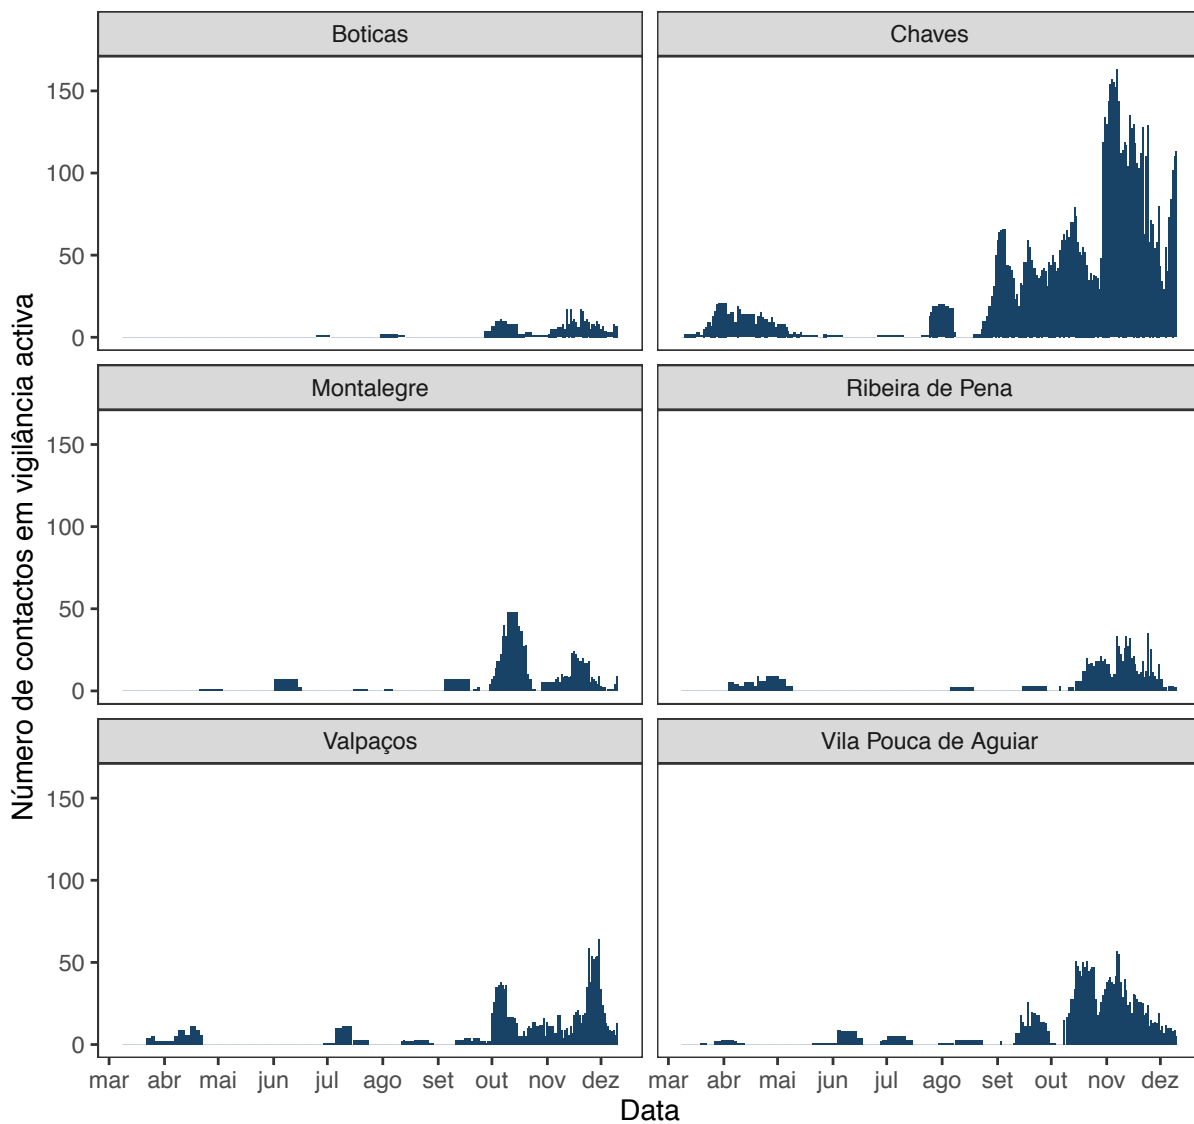 Boticas
Chaves
150
100
50
0
Montalegre
Ribeira de Pena
150
100
50
0
Valpaços
Vila Pouca de Aguiar
150
100
50
0
mar abr mai jun jul ago set out nov dez
mar abr mai jun jul ago set out nov dez
Data
Número de contactos em vigilância activa